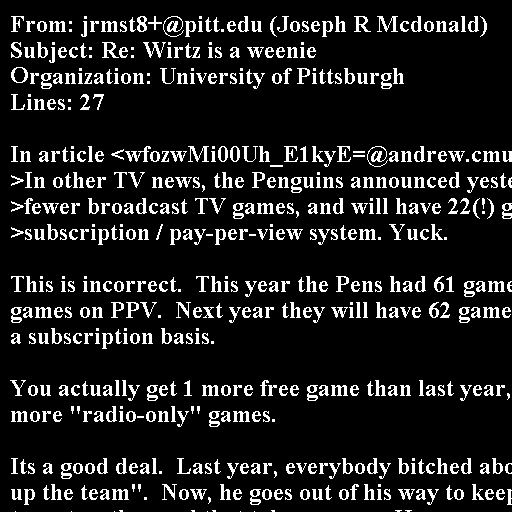 From: jrmst8+@pitt.edu (Joseph R Mcdonald)
Subject: Re: Wirtz is a weenie
Organization: University of Pittsburgh
Lines: 27

In article <wfozwMi00Uh_E1kyE=@andrew.cmu
>In other TV news, the Penguins announced yeste
>fewer broadcast TV games, and will have 22(!) g
>subscription / pay-per-view system. Yuck.

This is incorrect.  This year the Pens had 61 game
games on PPV.  Next year they will have 62 game
a subscription basis.

You actually get 1 more free game than last year,
more "radio-only" games.

Its a good deal.  Last year, everybody bitched abo
up the team".  Now, he goes out of his way to keep